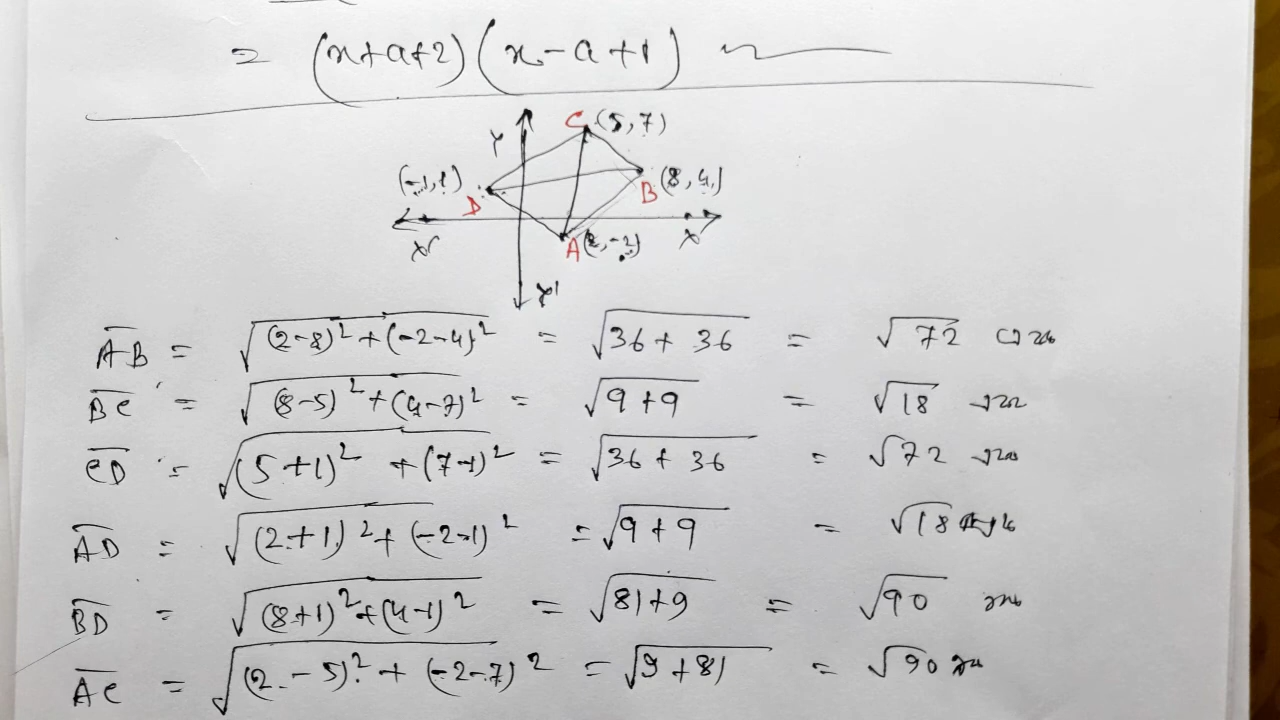 = (x+a+2)(x-a+1)
Y C (5,7)
(-1,1) B (8,4)
D
X' A(2,-2) X
Y'
AB = √(2-8)²+(-2-4)² = √36+36 = √72
BC = √(8-5)²+(4-7)² = √9+9 = √18
CD = √(5+1)²+(7-1)² = √36+36 = √72
AD = √(2+1)²+(-2-1)² = √9+9 = √18
BD = √(8+1)²+(4-1)² = √81+9 = √90
AC = √(2-5)²+(-2-7)² = √9+81 = √90